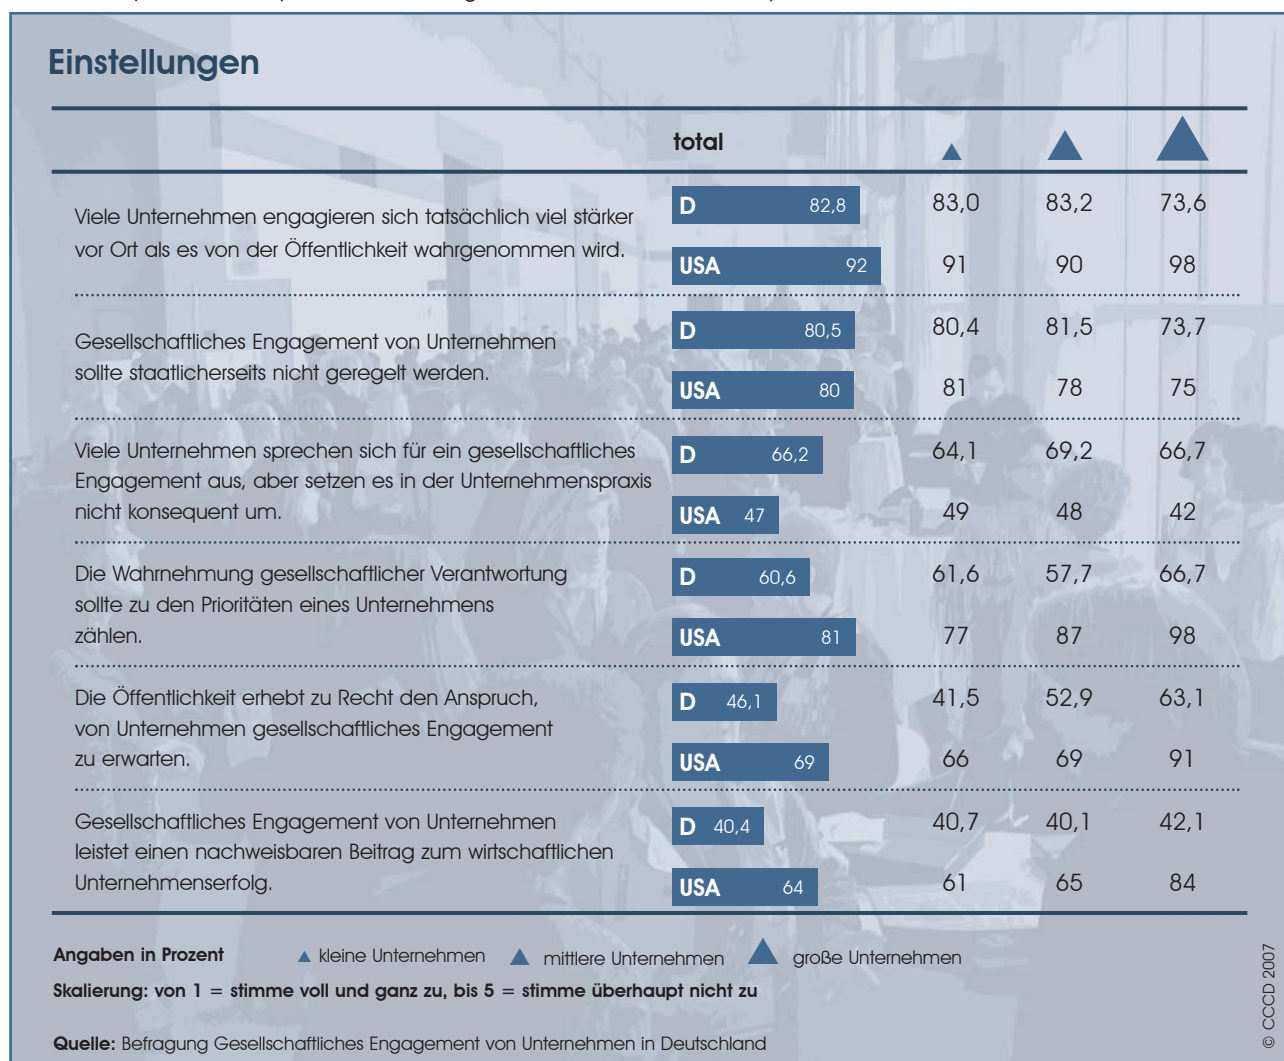 Einstellungen
total
Viele Unternehmen engagieren sich tatsächlich viel stärker
vor Ort als es von der Öffentlichkeit wahrgenommen wird.
D 82,8 83,0 83,2 73,6
USA 92 91 90 98
Gesellschaftliches Engagement von Unternehmen
sollte staatlicherseits nicht geregelt werden.
D 80,5 80,4 81,5 73,7
USA 80 81 78 75
Viele Unternehmen sprechen sich für ein gesellschaftliches
Engagement aus, aber setzen es in der Unternehmenspraxis
nicht konsequent um.
D 66,2 64,1 69,2 66,7
USA 47 49 48 42
Die Wahrnehmung gesellschaftlicher Verantwortung
sollte zu den Prioritäten eines Unternehmens
zählen.
D 60,6 61,6 57,7 66,7
USA 81 77 87 98
Die Öffentlichkeit erhebt zu Recht den Anspruch,
von Unternehmen gesellschaftliches Engagement
zu erwarten.
D 46,1 41,5 52,9 63,1
USA 69 66 69 91
Gesellschaftliches Engagement von Unternehmen
leistet einen nachweisbaren Beitrag zum wirtschaftlichen
Unternehmenserfolg.
D 40,4 40,7 40,1 42,1
USA 64 61 65 84
Angaben in Prozent kleine Unternehmen mittlere Unternehmen große Unternehmen
Skalierung: von 1 = stimme voll und ganz zu, bis 5 = stimme überhaupt nicht zu
Quelle: Befragung Gesellschaftliches Engagement von Unternehmen in Deutschland
© CCCD 2007